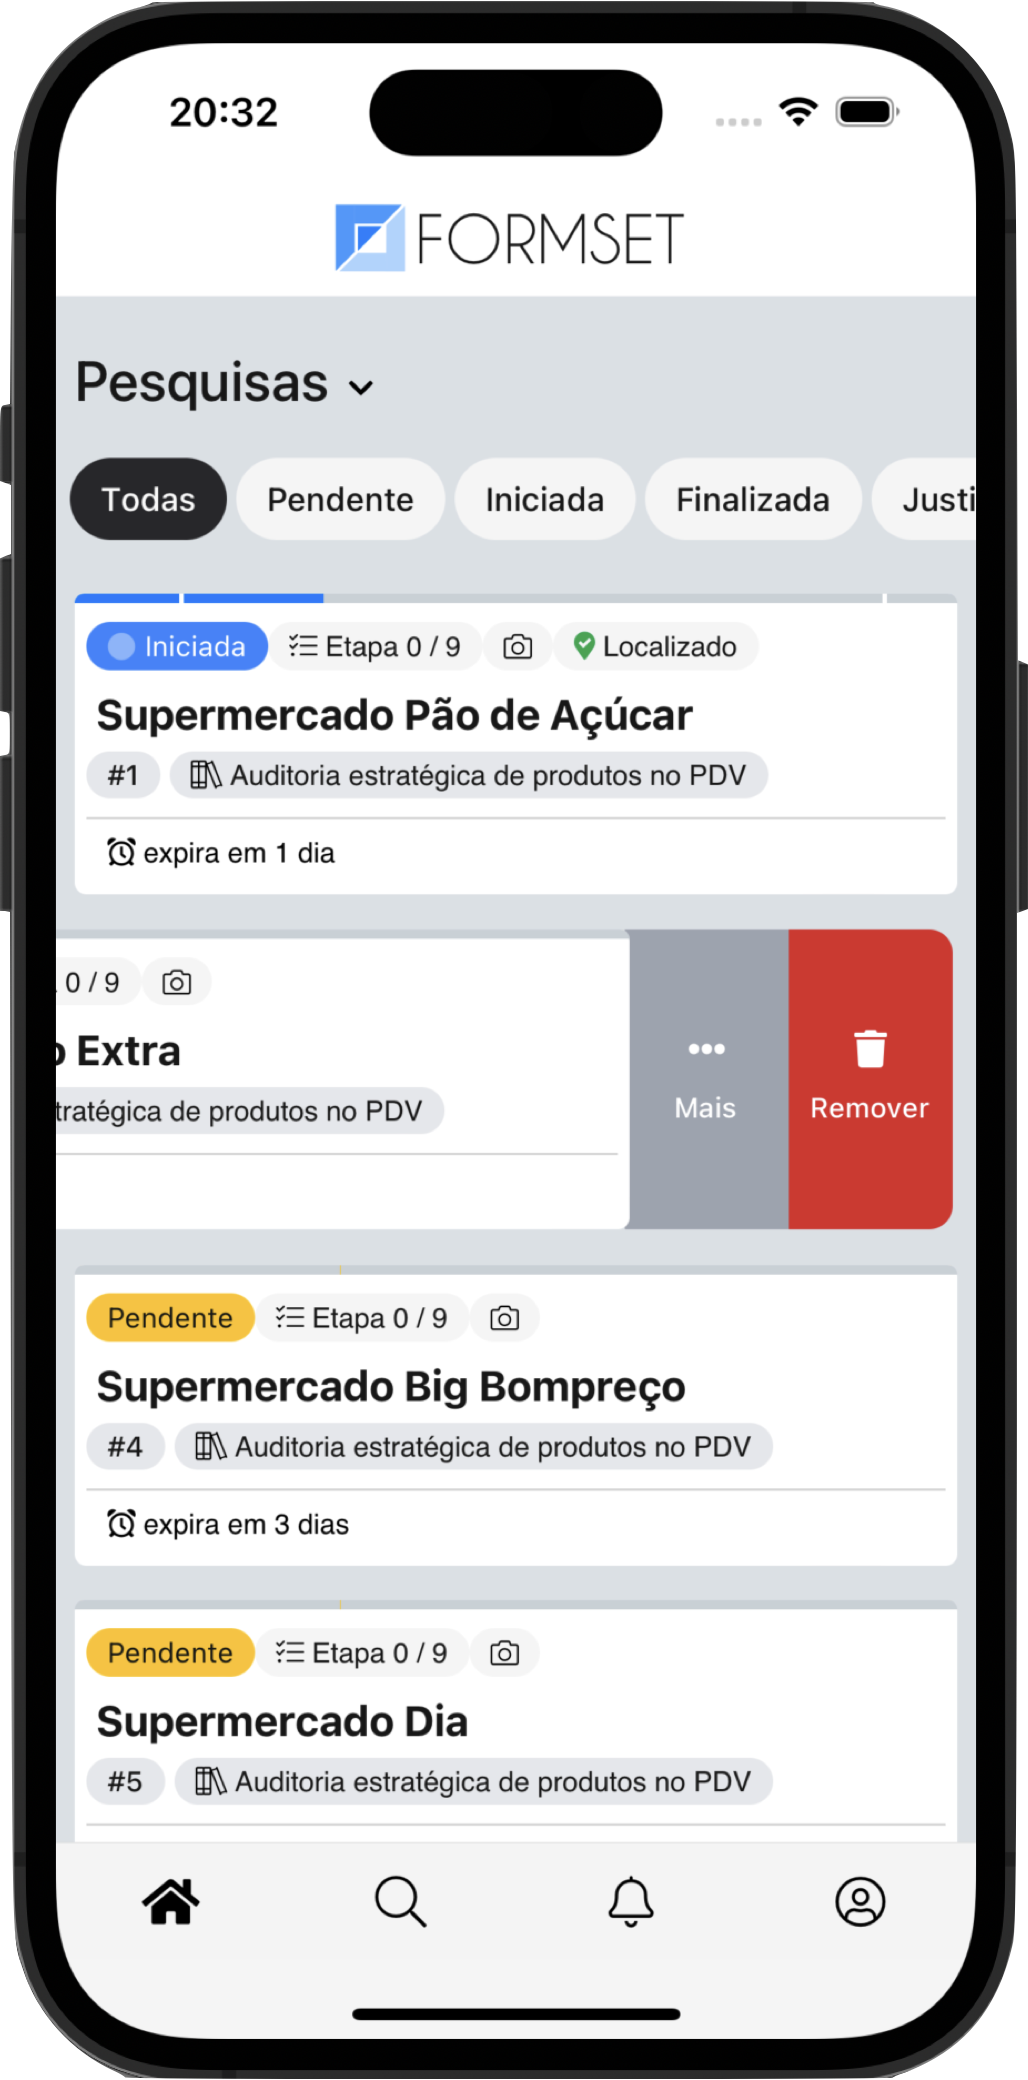 20:32
FORMSET
Pesquisas
Todas Pendente Iniciada Finalizada Justi
Iniciada Etapa 0 / 9 Localizado
Supermercado Pão de Açúcar
#1 Auditoria estratégica de produtos no PDV
expira em 1 dia
0 / 9
o Extra
tratégica de produtos no PDV
Mais Remover
Pendente Etapa 0 / 9
Supermercado Big Bompreço
#4 Auditoria estratégica de produtos no PDV
expira em 3 dias
Pendente Etapa 0 / 9
Supermercado Dia
#5 Auditoria estratégica de produtos no PDV